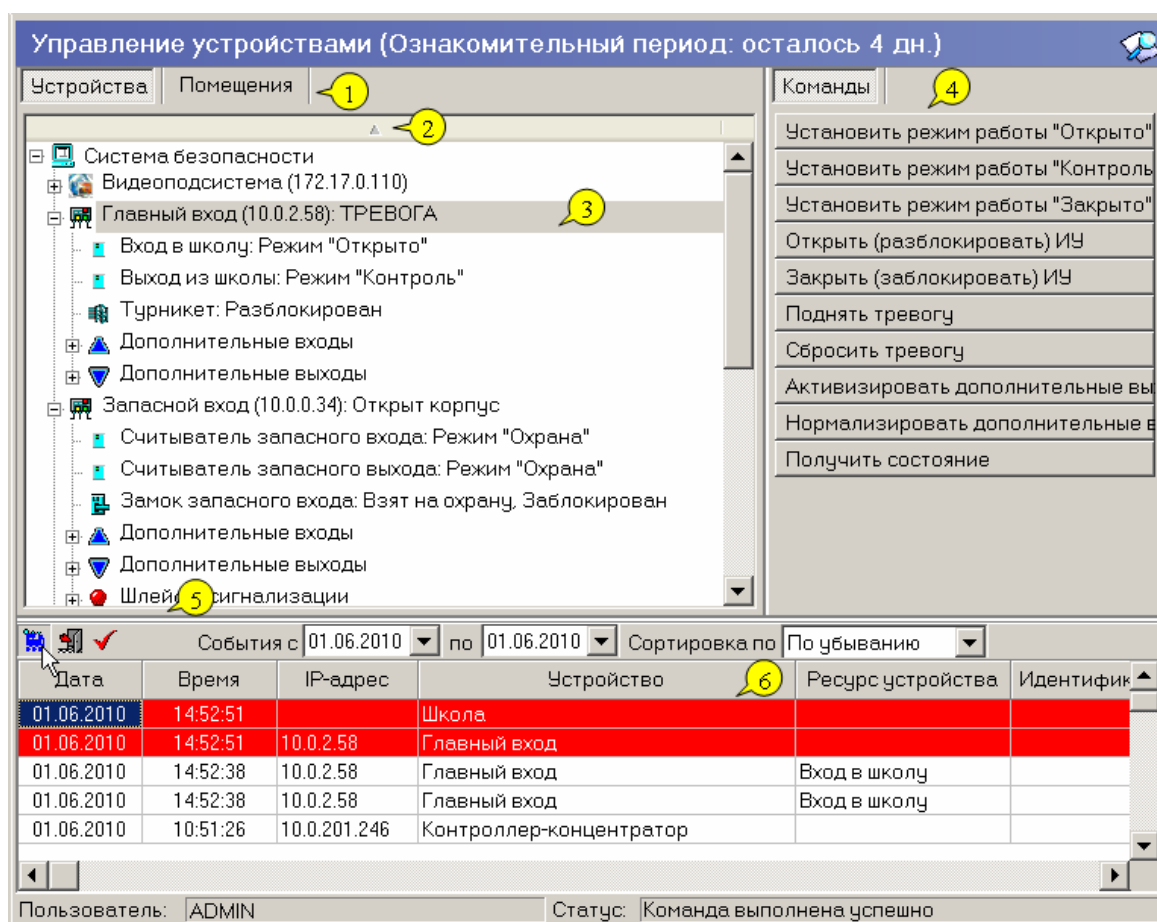 Управление устройствами (Ознакомительный период: осталось 4 дн.)
Устройства Помещения 1
Команды 4
2
Система безопасности
Видеоподсистема (172.17.0.110)
Главный вход (10.0.2.58): ТРЕВОГА 3
Вход в школу: Режим "Открыто"
Выход из школы: Режим "Контроль"
Турникет: Разблокирован
Дополнительные входы
Дополнительные выходы
Запасной вход (10.0.0.34): Открыт корпус
Считыватель запасного входа: Режим "Охрана"
Считыватель запасного выхода: Режим "Охрана"
Замок запасного входа: Взят на охрану, Заблокирован
Дополнительные входы
Дополнительные выходы
Шлей 5 сигнализации
Установить режим работы "Открыто"
Установить режим работы "Контроль
Установить режим работы "Закрыто"
Открыть (разблокировать) ИУ
Закрыть (заблокировать) ИУ
Поднять тревогу
Сбросить тревогу
Активизировать дополнительные вы
Нормализировать дополнительные в
Получить состояние
События с 01.06.2010 по 01.06.2010 Сортировка по По убыванию
Дата Время IP-адрес Устройство 6 Ресурс устройства Идентифик
01.06.2010 14:52:51 Школа
01.06.2010 14:52:51 10.0.2.58 Главный вход
01.06.2010 14:52:38 10.0.2.58 Главный вход Вход в школу
01.06.2010 14:52:38 10.0.2.58 Главный вход Вход в школу
01.06.2010 10:51:26 10.0.201.246 Контроллер-концентратор
Пользователь: ADMIN Статус: Команда выполнена успешно